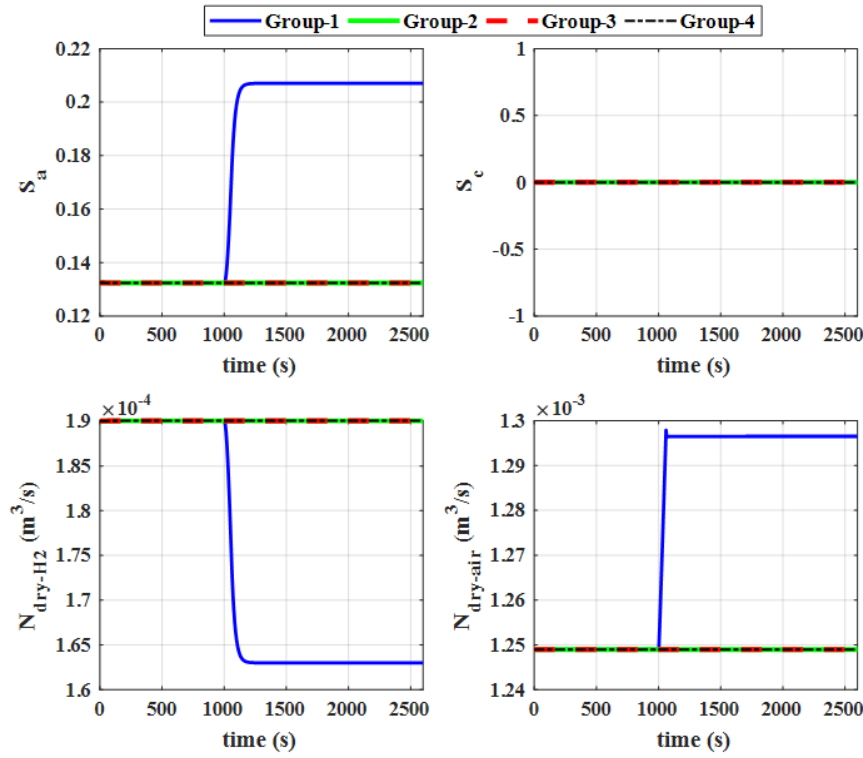 Group-1 Group-2 Group-3 Group-4
0.22
0.2
0.18
0.16
0.14
0.12
S_a
0 500 1000 1500 2000 2500
time (s)
1
0.5
0
-0.5
-1
S_c
0 500 1000 1500 2000 2500
time (s)
×10^-4
1.9
1.85
1.8
1.75
1.7
1.65
1.6
N_dry-H2 (m^3/s)
0 500 1000 1500 2000 2500
time (s)
×10^-3
1.3
1.29
1.28
1.27
1.26
1.25
1.24
N_dry-air (m^3/s)
0 500 1000 1500 2000 2500
time (s)